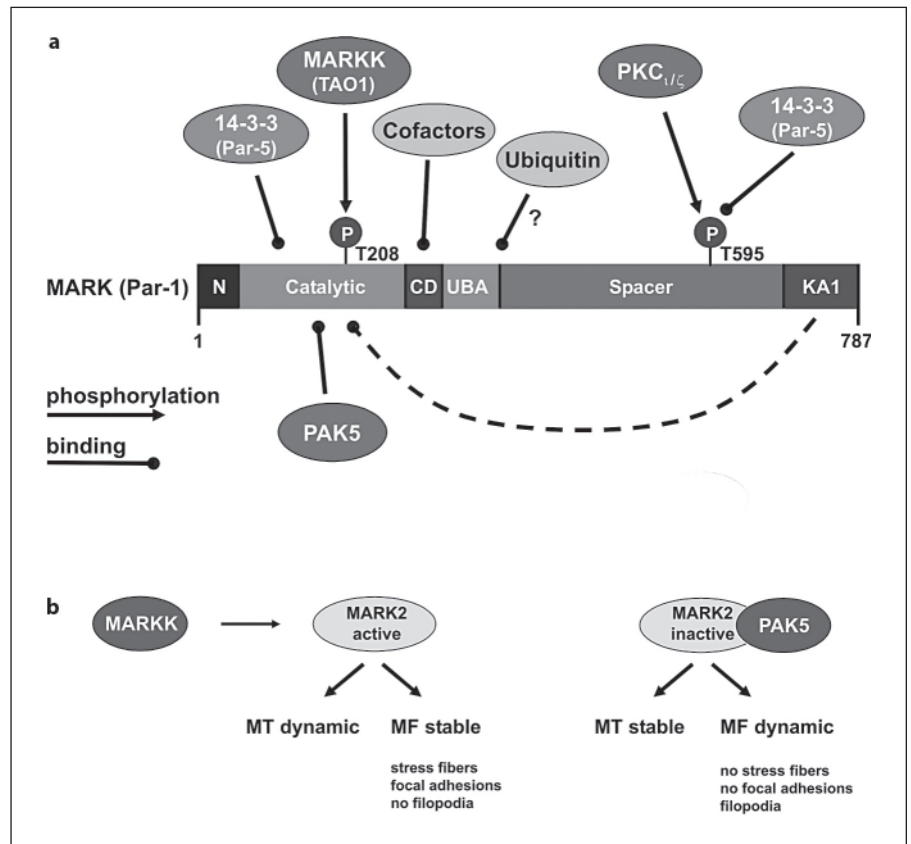 a
MARKK
(TAO1)
PKCι/ζ
14-3-3
(Par-5)
Cofactors
14-3-3
(Par-5)
Ubiquitin
?
P
T208
P
T595
MARK (Par-1)
N
Catalytic
CD
UBA
Spacer
KA1
1
787
phosphorylation
binding
PAK5
b
MARKK
MARK2
active
MARK2
inactive
PAK5
MT dynamic
MF stable
MT stable
MF dynamic
stress fibers
focal adhesions
no filopodia
no stress fibers
no focal adhesions
filopodia